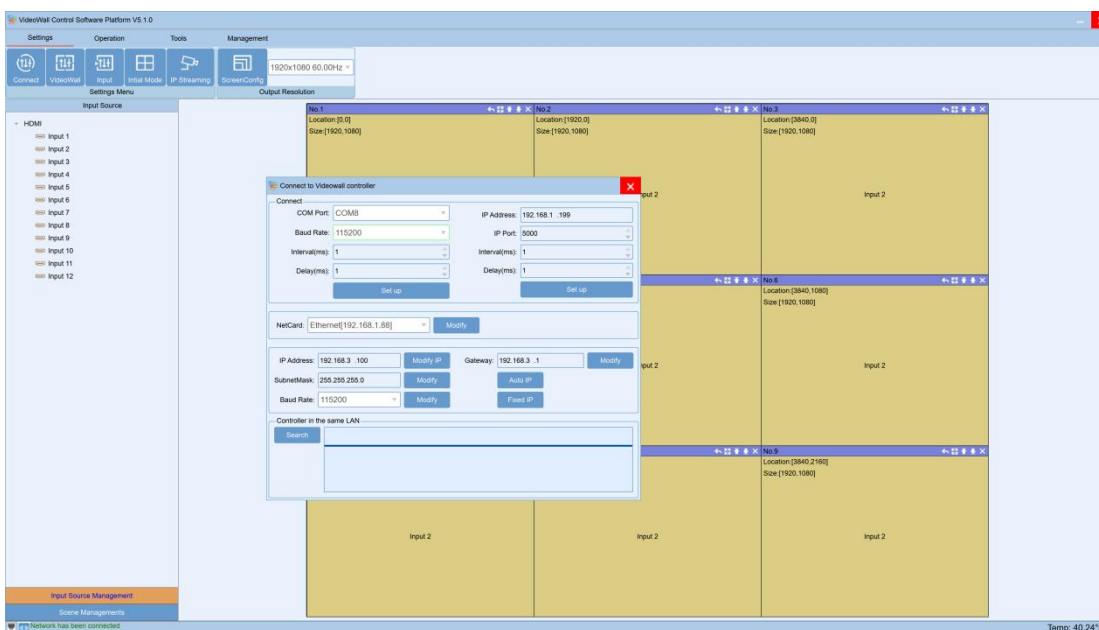 VideoWall Control Software Platform V5.1.0
Settings Operation Tools Management
Connect VideoWall Input Intial Mode IP Streaming ScreenConfig 1920x1080 60.00Hz
Settings Menu Output Resolution
Input Source
HDMI
Input 1
Input 2
Input 3
Input 4
Input 5
Input 6
Input 7
Input 8
Input 9
Input 10
Input 11
Input 12
Input Source Management
Scene Managements
No.1 No.2 No.3
Location:[0,0] Location:[1920,0] Location:[3840,0]
Size:[1920,1080] Size:[1920,1080] Size:[1920,1080]
Input 2
No.6
Location:[3840,1080]
Size:[1920,1080]
Input 2
No.9
Location:[3840,2160]
Size:[1920,1080]
Input 2 Input 2 Input 2
Connect to Videowall controller
Connect
COM Port: COM8 IP Address: 192.168.1 .199
Baud Rate: 115200 IP Port: 5000
Interval(ms): 1 Interval(ms): 1
Delay(ms): 1 Delay(ms): 1
Set up Set up
NetCard: Ethernet[192.168.1.88] Modify
IP Address: 192.168.3 .100 Modify IP Gateway: 192.168.3 .1 Modify
SubnetMask: 255.255.255.0 Modify Auto IP
Baud Rate: 115200 Modify Fixed IP
Controller in the same LAN
Search
Network has been connected
Temp: 40.24°